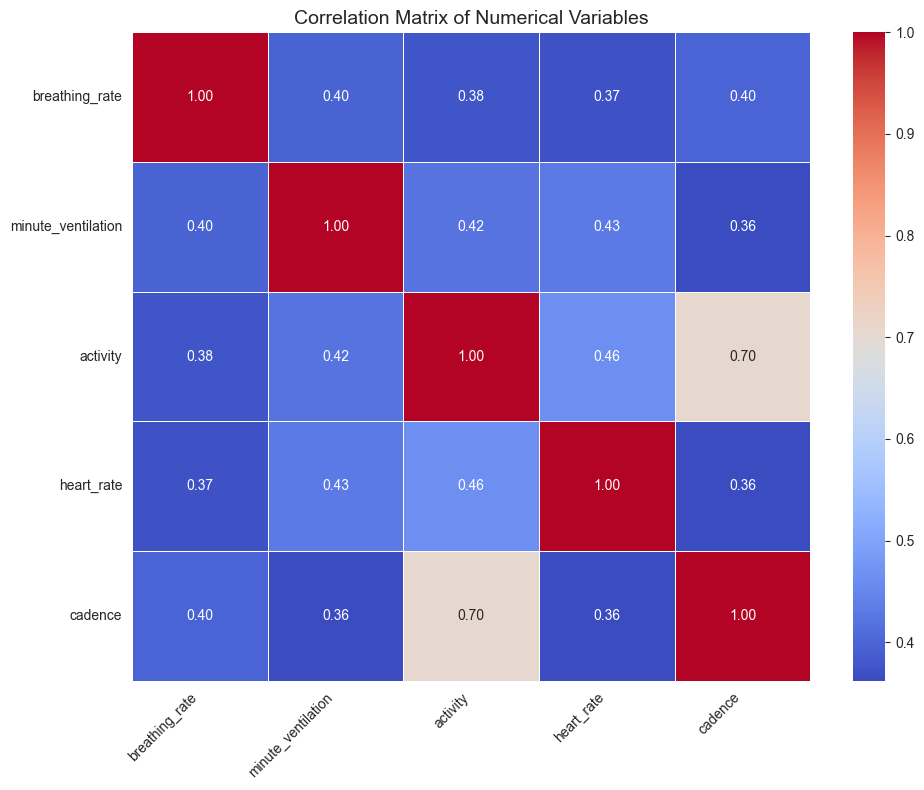 Correlation Matrix of Numerical Variables
breathing_rate 1.00 0.40 0.38 0.37 0.40
minute_ventilation 0.40 1.00 0.42 0.43 0.36
activity 0.38 0.42 1.00 0.46 0.70
heart_rate 0.37 0.43 0.46 1.00 0.36
cadence 0.40 0.36 0.70 0.36 1.00
breathing_rate minute_ventilation activity heart_rate cadence
1.0
0.9
0.8
0.7
0.6
0.5
0.4